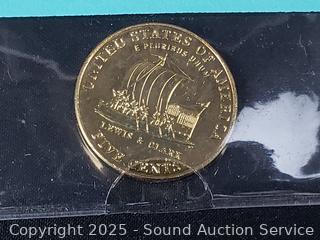 UNITED STATES OF AMERICA
E PLURIBUS UNUM
LEWIS & CLARK
FIVE CENTS
Copyright © 2025 - Sound Auction Service